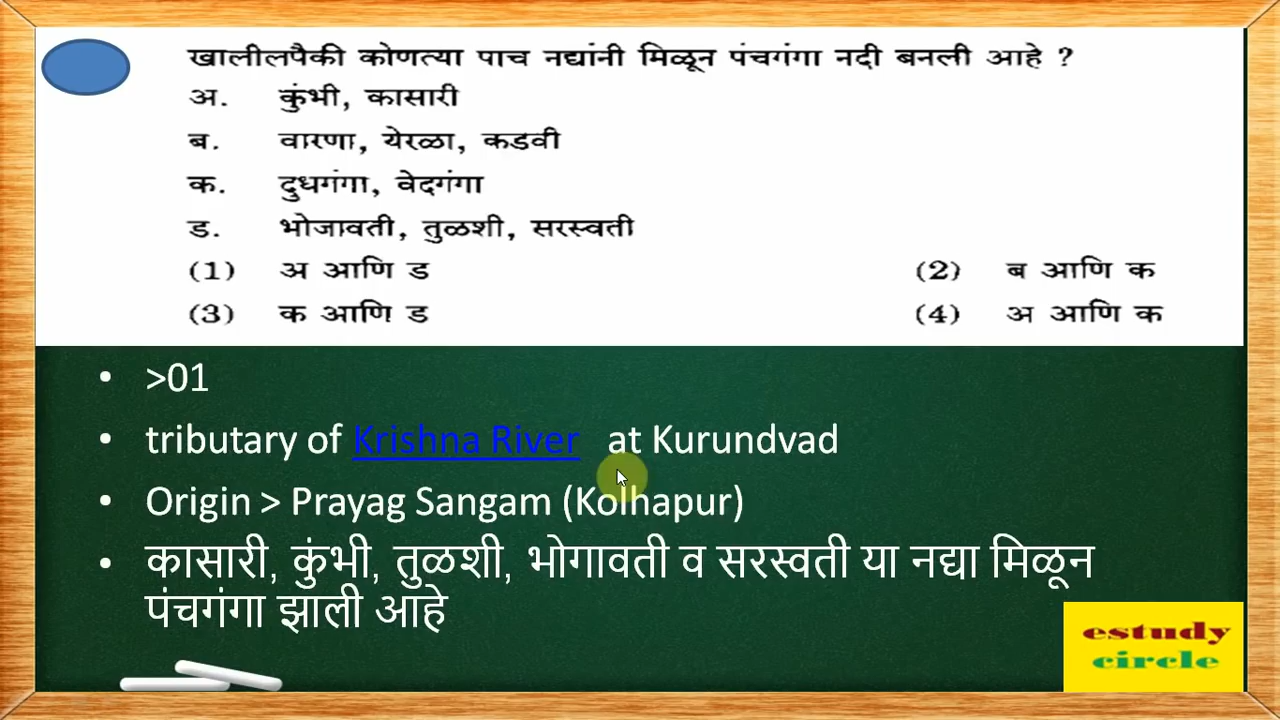 खालीलपैकी कोणत्या पाच नद्यांनी मिळून पंचगंगा नदी बनली आहे ?
अ. कुंभी, कासारी
ब. वारणा, येरळा, कडवी
क. दुधगंगा, वेदगंगा
ड. भोजावती, तुळशी, सरस्वती
(1) अ आणि ड (2) ब आणि क
(3) क आणि ड (4) अ आणि क
• >01
• tributary of Krishna River at Kurundvad
• Origin > Prayag Sangam (Kolhapur)
• कासारी, कुंभी, तुळशी, भोगावती व सरस्वती या नद्या मिळून
पंचगंगा झाली आहे
estudy
circle